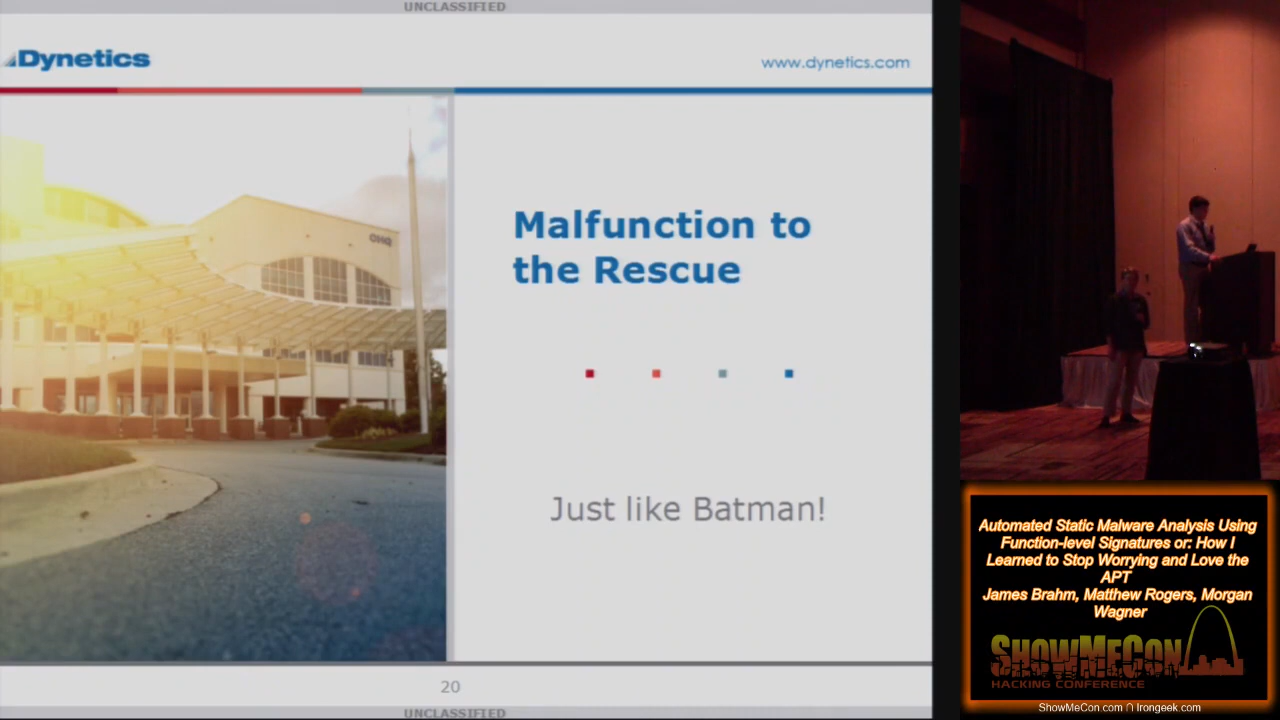 UNCLASSIFIED
Dynetics
www.dynetics.com
OHQ
Malfunction to
the Rescue
Just like Batman!
20
UNCLASSIFIED
Automated Static Malware Analysis Using
Function-level Signatures or: How I
Learned to Stop Worrying and Love the
APT
James Brahm, Matthew Rogers, Morgan
Wagner
SHOWMECON
HACKING CONFERENCE
ShowMeCon.com ∩ Irongeek.com